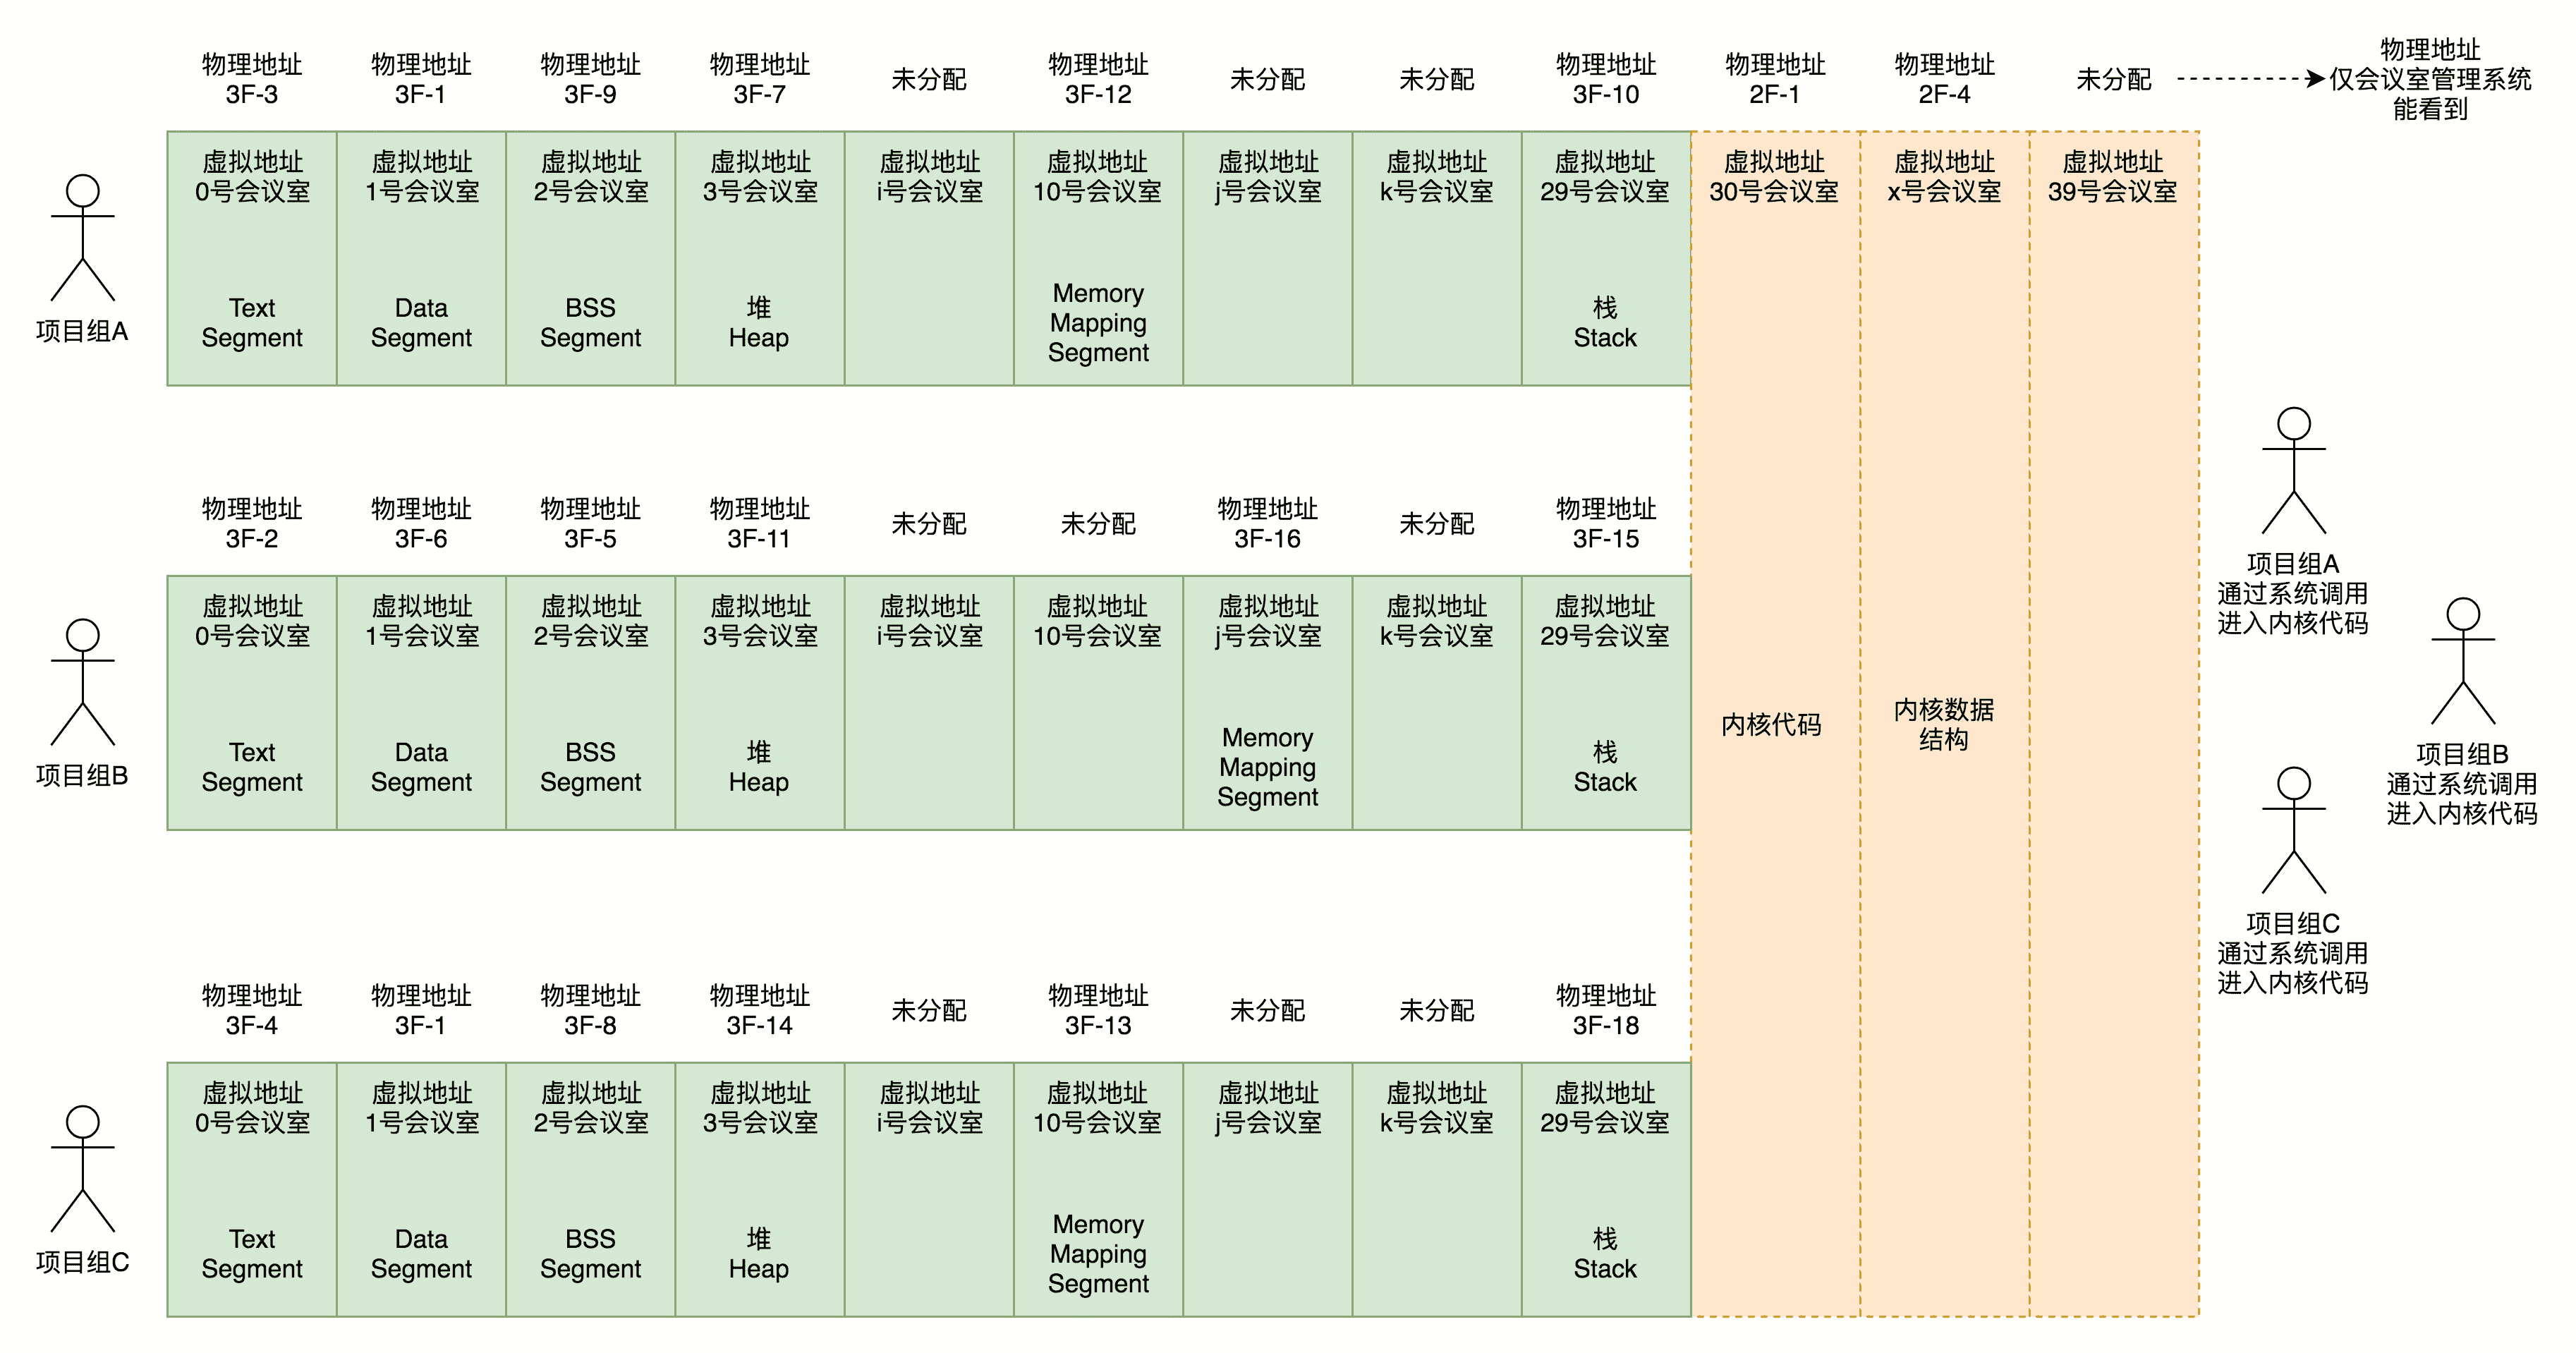 物理地址
3F-3
物理地址
3F-1
物理地址
3F-9
物理地址
3F-7
未分配
物理地址
3F-12
未分配
未分配
物理地址
3F-10
物理地址
2F-1
物理地址
2F-4
未分配
物理地址
仅会议室管理系统
能看到
项目组A
虚拟地址
0号会议室
Text
Segment
虚拟地址
1号会议室
Data
Segment
虚拟地址
2号会议室
BSS
Segment
虚拟地址
3号会议室
堆
Heap
虚拟地址
i号会议室
虚拟地址
10号会议室
Memory
Mapping
Segment
虚拟地址
j号会议室
虚拟地址
k号会议室
虚拟地址
29号会议室
栈
Stack
虚拟地址
30号会议室
内核代码
虚拟地址
x号会议室
内核数据
结构
虚拟地址
39号会议室
物理地址
3F-2
物理地址
3F-6
物理地址
3F-5
物理地址
3F-11
未分配
未分配
物理地址
3F-16
未分配
物理地址
3F-15
项目组B
虚拟地址
0号会议室
Text
Segment
虚拟地址
1号会议室
Data
Segment
虚拟地址
2号会议室
BSS
Segment
虚拟地址
3号会议室
堆
Heap
虚拟地址
i号会议室
虚拟地址
10号会议室
虚拟地址
j号会议室
Memory
Mapping
Segment
虚拟地址
k号会议室
虚拟地址
29号会议室
栈
Stack
项目组A
通过系统调用
进入内核代码
项目组B
通过系统调用
进入内核代码
项目组C
通过系统调用
进入内核代码
物理地址
3F-4
物理地址
3F-1
物理地址
3F-8
物理地址
3F-14
未分配
物理地址
3F-13
未分配
未分配
物理地址
3F-18
项目组C
虚拟地址
0号会议室
Text
Segment
虚拟地址
1号会议室
Data
Segment
虚拟地址
2号会议室
BSS
Segment
虚拟地址
3号会议室
堆
Heap
虚拟地址
i号会议室
虚拟地址
10号会议室
Memory
Mapping
Segment
虚拟地址
j号会议室
虚拟地址
k号会议室
虚拟地址
29号会议室
栈
Stack